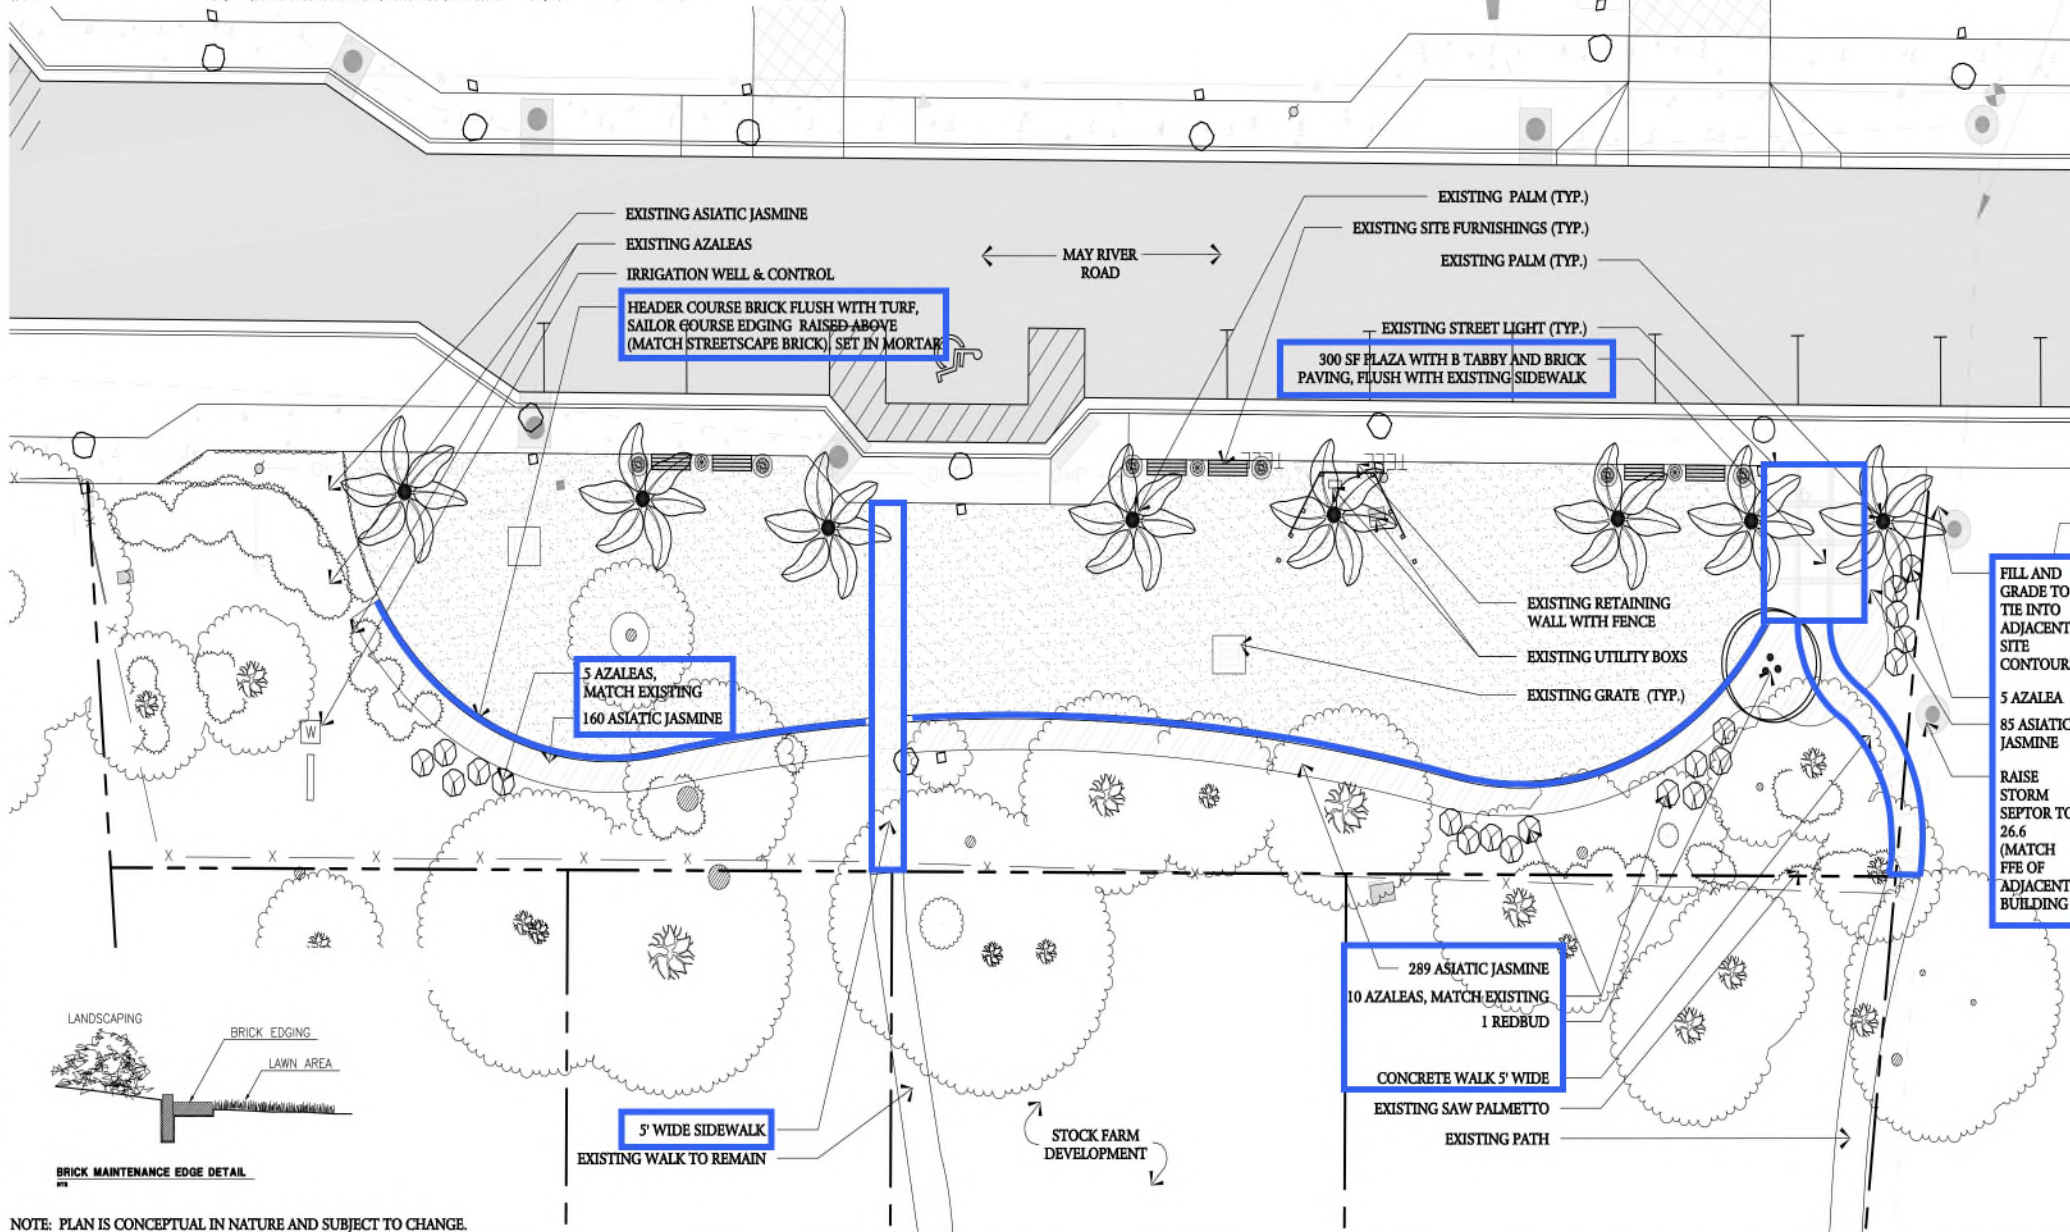 EXISTING ASIATIC JASMINE
EXISTING AZALEAS
IRRIGATION WELL & CONTROL
HEADER COURSE BRICK FLUSH WITH TURF,
SAILOR COURSE EDGING RAISED ABOVE
(MATCH STREETSCAPE BRICK), SET IN MORTAR
MAY RIVER
ROAD
EXISTING PALM (TYP.)
EXISTING SITE FURNISHINGS (TYP.)
EXISTING PALM (TYP.)
EXISTING STREET LIGHT (TYP.)
300 SF PLAZA WITH B TABBY AND BRICK
PAVING, FLUSH WITH EXISTING SIDEWALK
5 AZALEAS,
MATCH EXISTING
160 ASIATIC JASMINE
W
EXISTING RETAINING
WALL WITH FENCE
EXISTING UTILITY BOXS
EXISTING GRATE (TYP.)
FILL AND
GRADE TO
TIE INTO
ADJACENT
SITE
CONTOUR
5 AZALEA
85 ASIATIC
JASMINE
RAISE
STORM
SEPTOR TO
26.6
(MATCH
FFE OF
ADJACENT
BUILDING
289 ASIATIC JASMINE
10 AZALEAS, MATCH EXISTING
1 REDBUD
CONCRETE WALK 5' WIDE
EXISTING SAW PALMETTO
EXISTING PATH
5' WIDE SIDEWALK
EXISTING WALK TO REMAIN
STOCK FARM
DEVELOPMENT
LANDSCAPING
BRICK EDGING
LAWN AREA
BRICK MAINTENANCE EDGE DETAIL
NTS
NOTE: PLAN IS CONCEPTUAL IN NATURE AND SUBJECT TO CHANGE.